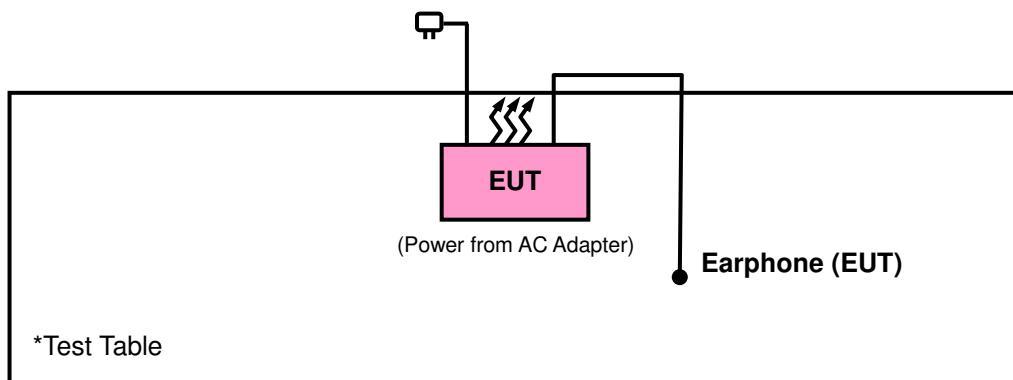 EUT
(Power from AC Adapter)
Earphone (EUT)
*Test Table